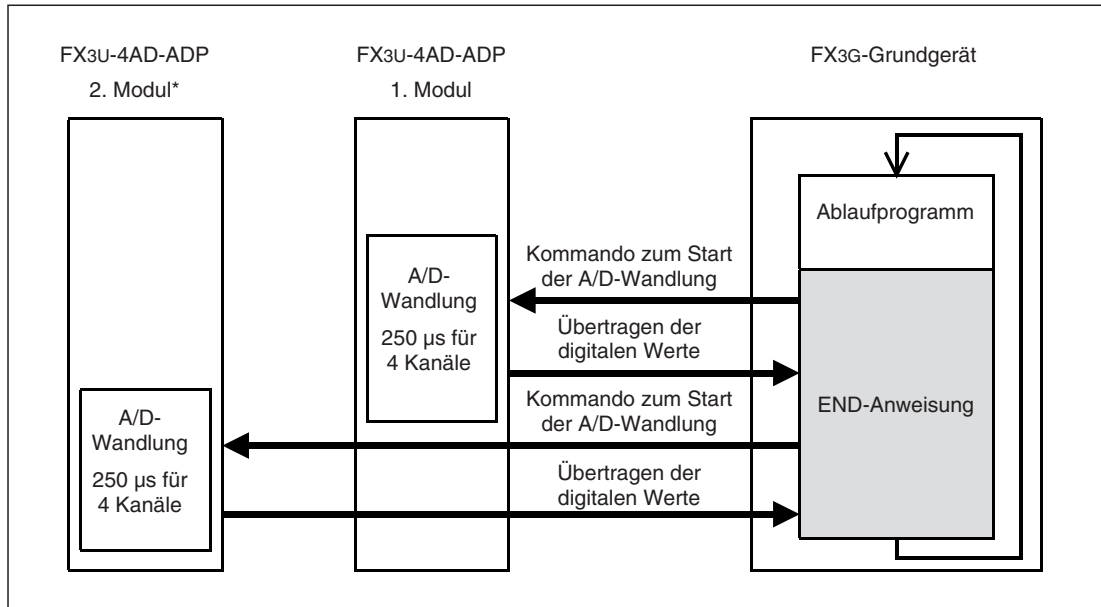 FX3U-4AD-ADP
2. Modul*
FX3U-4AD-ADP
1. Modul
FX3G-Grundgerät
Ablaufprogramm
Kommando zum Start
der A/D-Wandlung
A/D-
Wandlung
250 µs für
4 Kanäle
Übertragen der
digitalen Werte
END-Anweisung
Kommando zum Start
der A/D-Wandlung
A/D-
Wandlung
250 µs für
4 Kanäle
Übertragen der
digitalen Werte